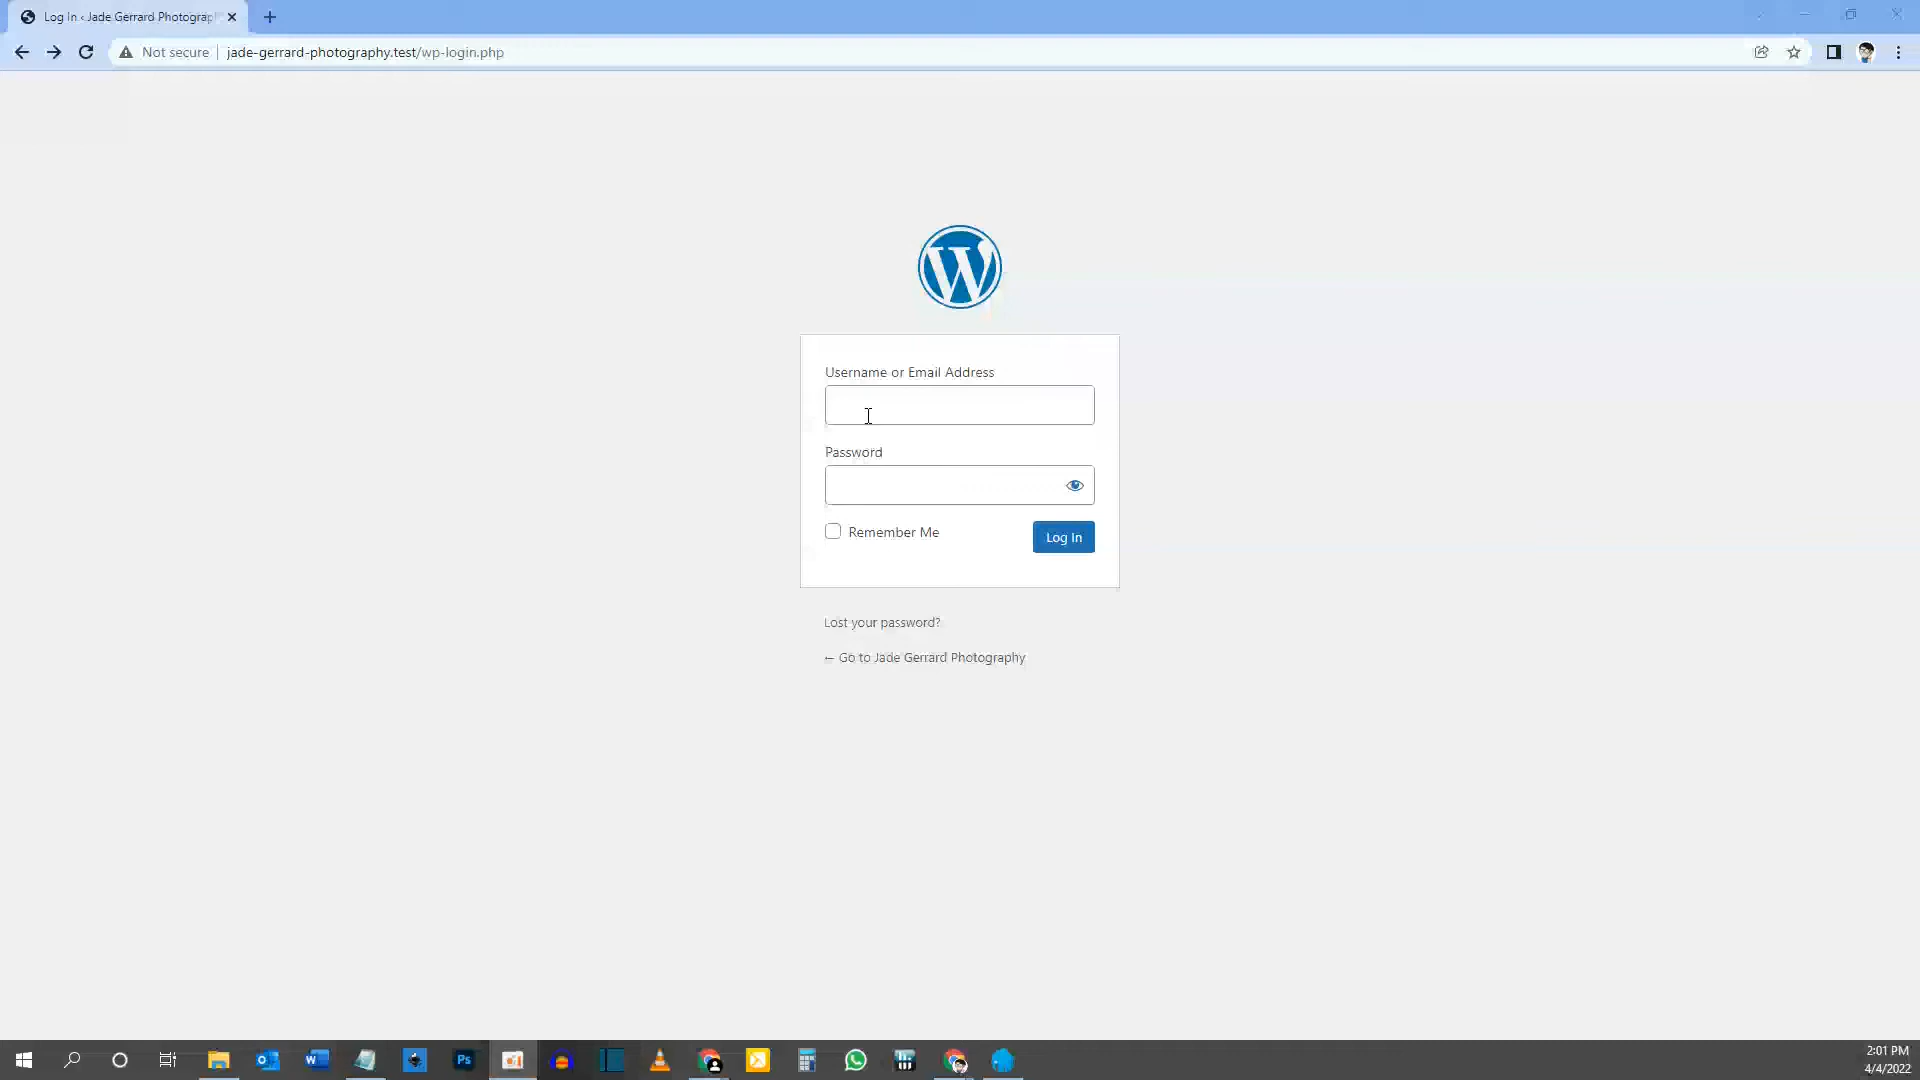 Log In ‹ Jade Gerrard Photograp
Not secure
jade-gerrard-photography.test/wp-login.php
Username or Email Address
Password
Remember Me
Log In
Lost your password?
← Go to Jade Gerrard Photography
Ps
2:01 PM
4/4/2022